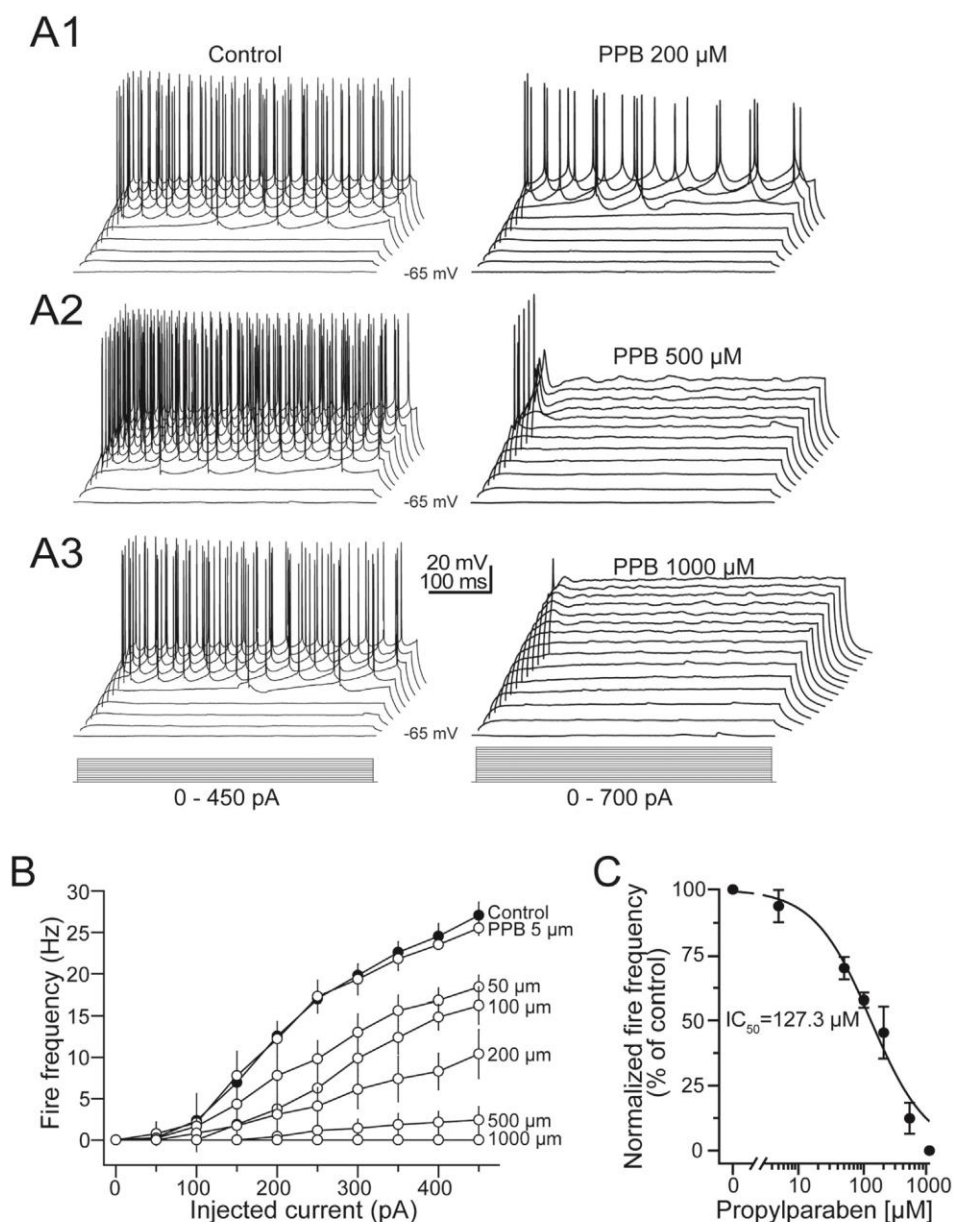 A1
Control
PPB 200 µM
-65 mV
A2
PPB 500 µM
-65 mV
A3
20 mV
100 ms
PPB 1000 µM
-65 mV
0 - 450 pA
0 - 700 pA
B
Fire frequency (Hz)
30
25
20
15
10
5
0
Control
PPB 5 µm
50 µm
100 µm
200 µm
500 µm
1000 µm
0
100
200
300
400
Injected current (pA)
C
Normalized fire frequency
(% of control)
100
75
50
25
0
IC50=127.3 µM
0
10
100
1000
Propylparaben [µM]